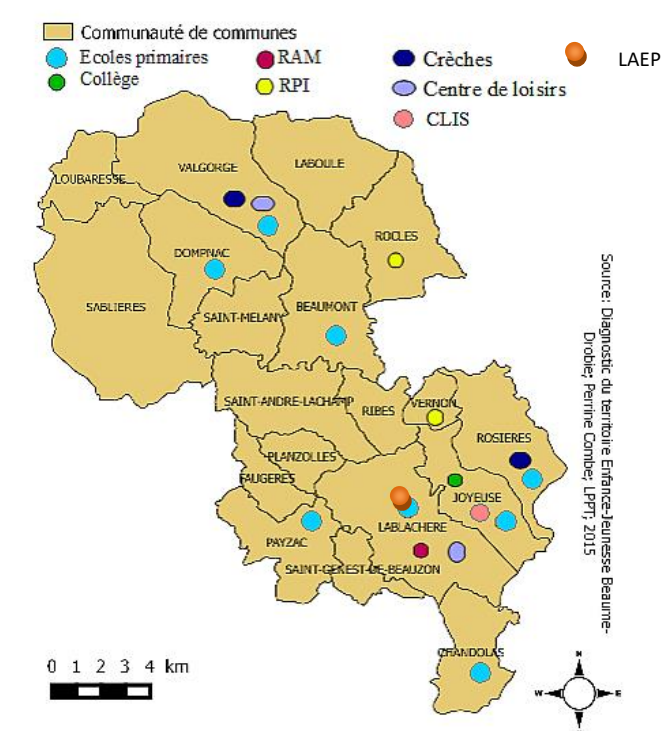 Communauté de communes
Ecoles primaires
Collège
RAM
RPI
Crèches
Centre de loisirs
CLIS
LAEP
VALGORGE
LABOULE
LOUBARESSE
ROCLES
DOMPNAC
SABLIERES
SAINT-MELANY
BEAUMONT
SAINT-ANDRE-LACHAMP
RIBES
VERNON
ROSIERES
PLANZOLLES
FAUGERES
JOYEUSE
LABLACHERE
PAYZAC
SAINT-GENEST-DE-BEAUZON
CHANDOLAS
Source: Diagnostic du territoire Enfance-Jeunesse Beaume-
Drobie; Perrine Combe; LPPT; 2015
0 1 2 3 4 km
N
W E
S